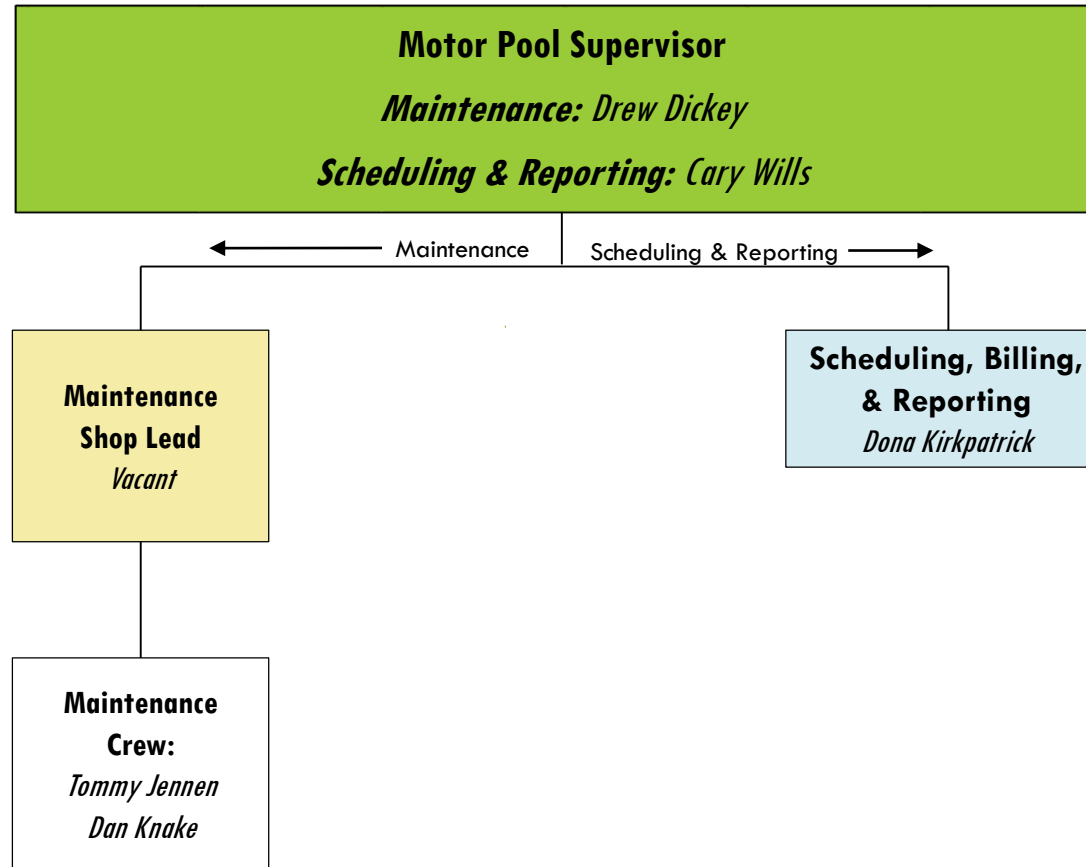 Motor Pool Supervisor
Maintenance: Drew Dickey
Scheduling & Reporting: Cary Wills
Maintenance
Scheduling & Reporting
Maintenance
Shop Lead
Vacant
Scheduling, Billing,
& Reporting
Dona Kirkpatrick
Maintenance
Crew:
Tommy Jennen
Dan Knake